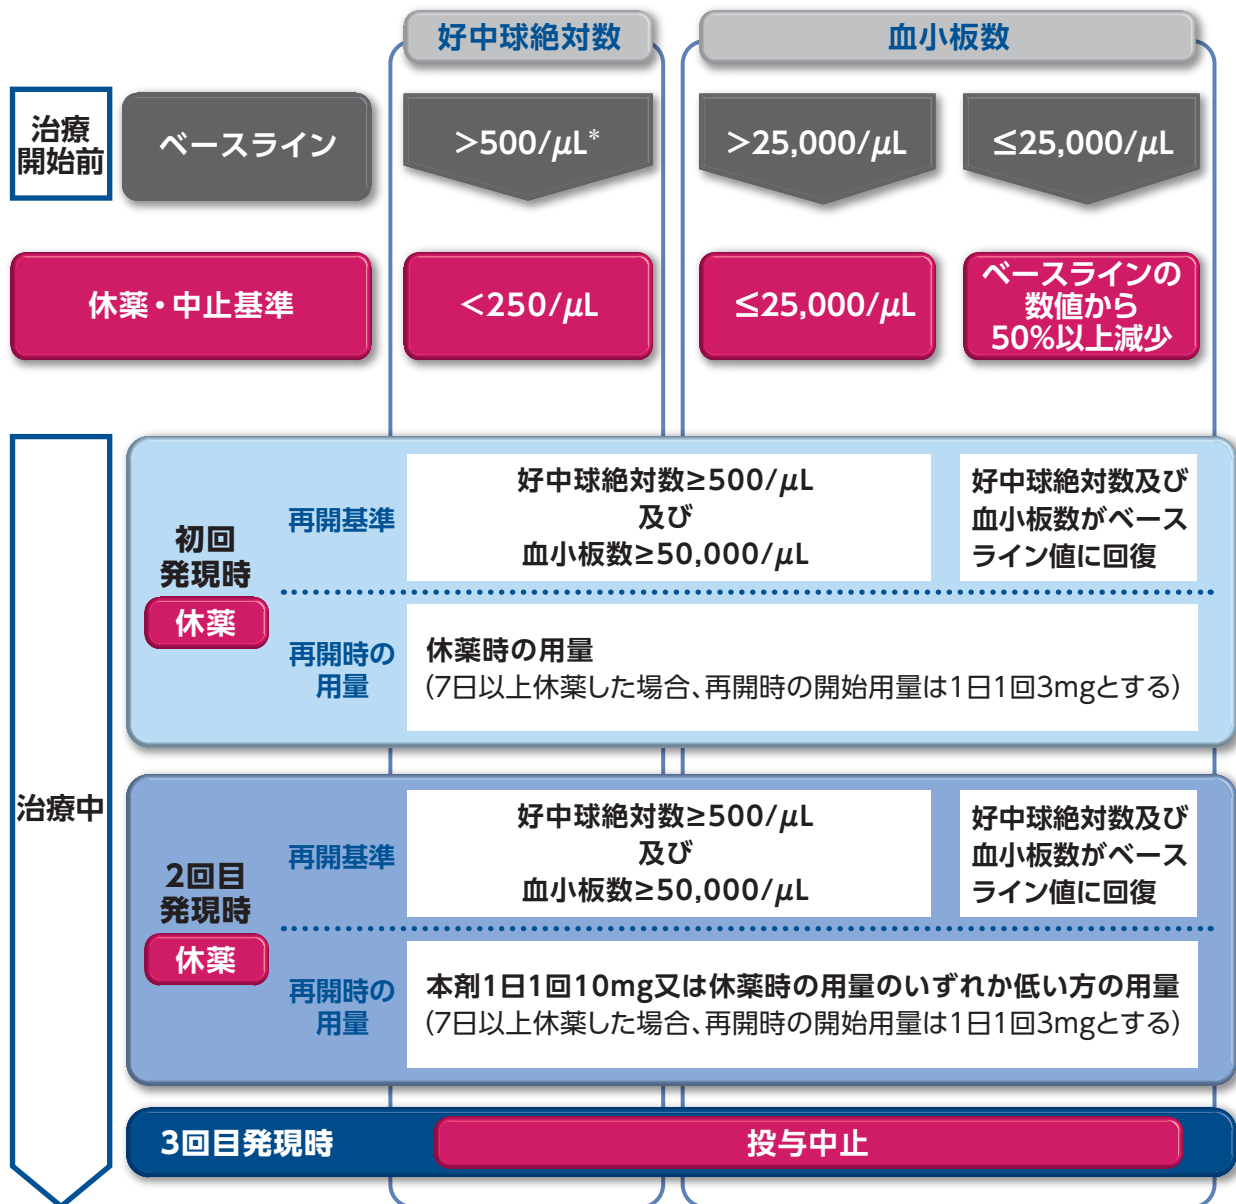 好中球絶対数
血小板数
治療
開始前
ベースライン
>500/μL*
>25,000/μL
≦25,000/μL
休薬・中止基準
<250/μL
≦25,000/μL
ベースラインの
数値から
50%以上減少
治療中
初回
発現時
休薬
再開基準
好中球絶対数≥500/μL
及び
血小板数≥50,000/μL
好中球絶対数及び
血小板数がベース
ライン値に回復
再開時の
用量
休薬時の用量
(7日以上休薬した場合、再開時の開始用量は1日1回3mgとする)
2回目
発現時
休薬
再開基準
好中球絶対数≥500/μL
及び
血小板数≥50,000/μL
好中球絶対数及び
血小板数がベース
ライン値に回復
再開時の
用量
本剤1日1回10mg又は休薬時の用量のいずれか低い方の用量
(7日以上休薬した場合、再開時の開始用量は1日1回3mgとする)
3回目発現時
投与中止